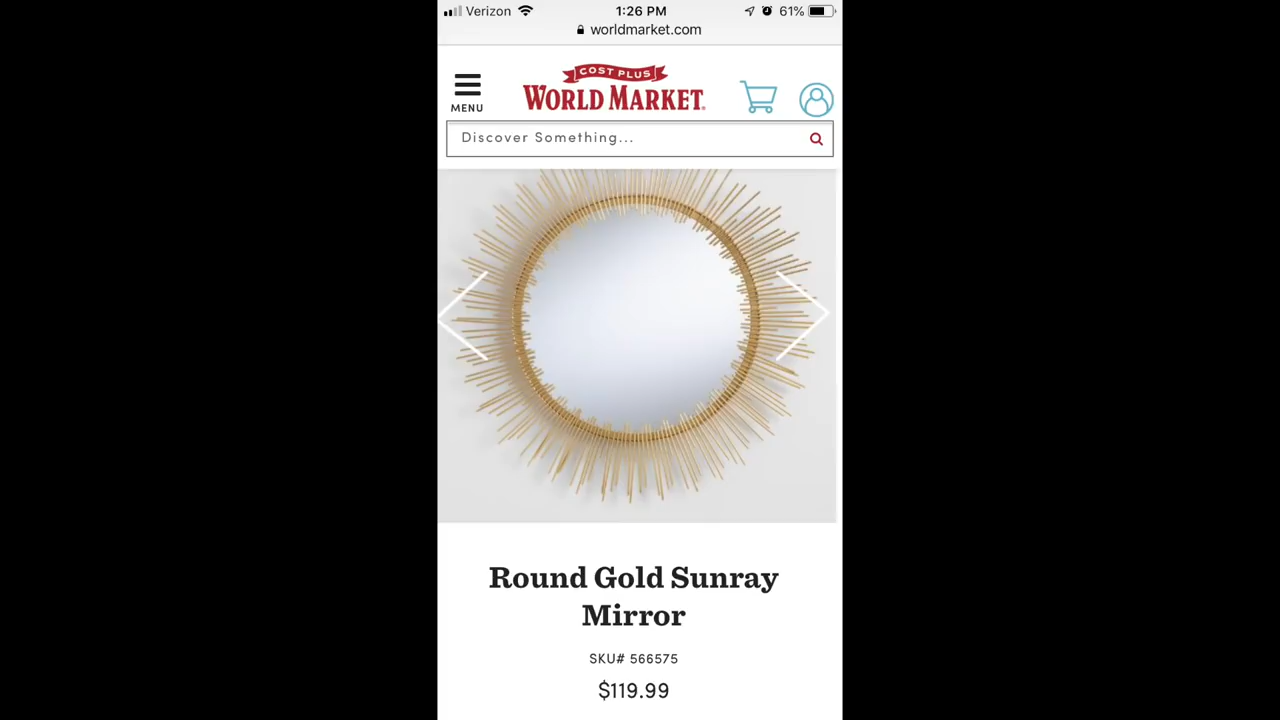 Verizon 1:26 PM 61%
worldmarket.com
COST PLUS
WORLD MARKET.
MENU
Discover Something...
Round Gold Sunray
Mirror
SKU# 566575
$119.99